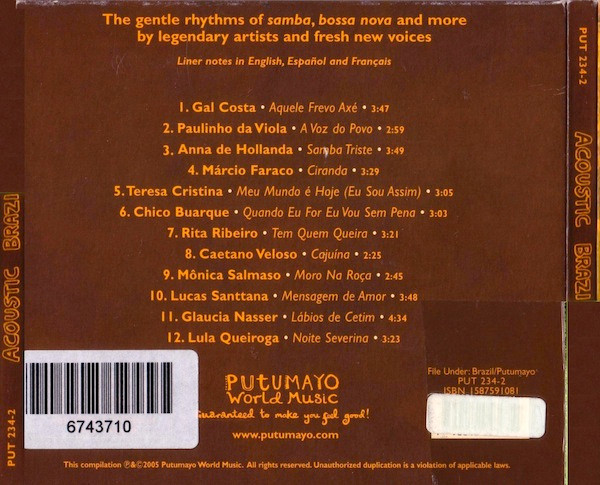 The gentle rhythms of samba, bossa nova and more
by legendary artists and fresh new voices
Liner notes in English, Español and Français
1. Gal Costa • Aquele Frevo Axé • 3:47
2. Paulinho da Viola • A Voz do Povo • 2:59
3. Anna de Hollanda • Samba Triste • 3:49
4. Márcio Faraco • Ciranda • 3:29
5. Teresa Cristina • Meu Mundo é Hoje (Eu Sou Assim) • 3:05
6. Chico Buarque • Quando Eu For Eu Vou Sem Pena • 3:03
7. Rita Ribeiro • Tem Quem Queira • 3:21
8. Caetano Veloso • Cajuína • 2:25
9. Mônica Salmaso • Moro Na Roça • 2:45
10. Lucas Santtana • Mensagem de Amor • 3:48
11. Glaucia Nasser • Lábios de Cetim • 4:34
12. Lula Queiroga • Noite Severina • 3:23
PUTUMAYO
World Music
Guaranteed to make you feel good!
www.putumayo.com
6743710
File Under: Brazil/Putumayo
PUT 234-2
ISBN 1587591081
This compilation ℗&©2005 Putumayo World Music. All rights reserved. Unauthorized duplication is a violation of applicable laws.
PUT 234-2
ACOUSTIC BRAZI
PUT 234-2
ACOUSTIC BRAZI